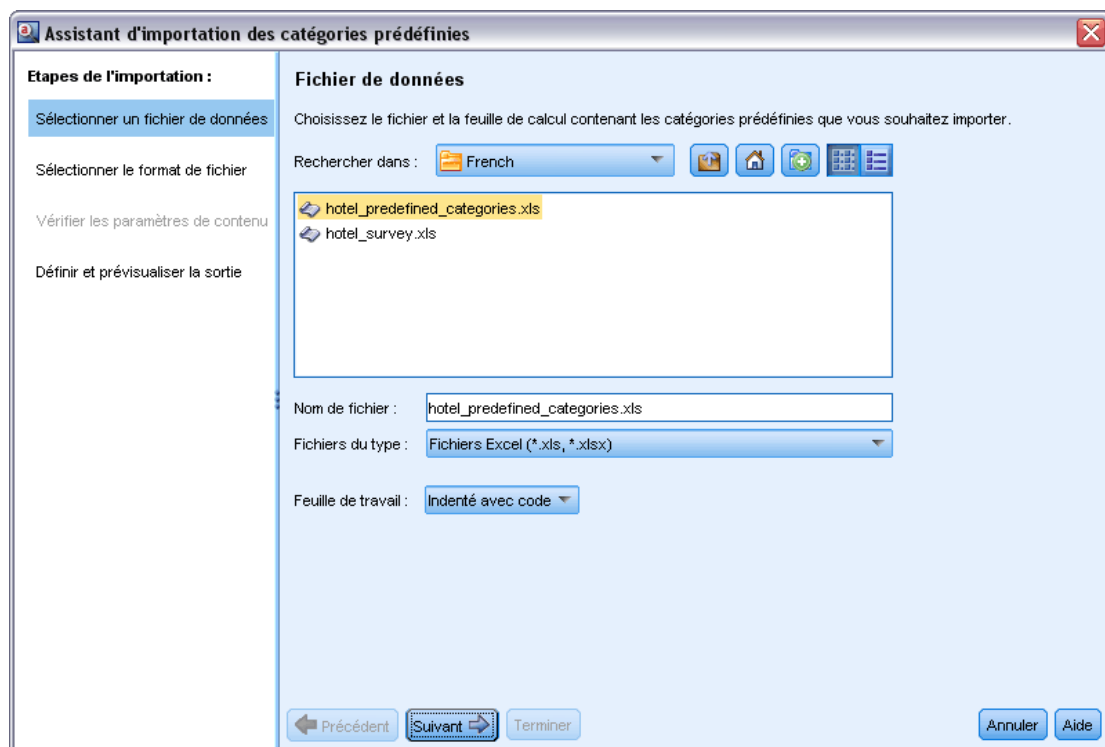 Assistant d'importation des catégories prédéfinies
Etapes de l'importation :
Sélectionner un fichier de données
Sélectionner le format de fichier
Vérifier les paramètres de contenu
Définir et prévisualiser la sortie
Fichier de données
Choisissez le fichier et la feuille de calcul contenant les catégories prédéfinies que vous souhaitez importer.
Rechercher dans :
French
hotel_predefined_categories.xls
hotel_survey.xls
Nom de fichier :
hotel_predefined_categories.xls
Fichiers du type :
Fichiers Excel (*.xls, *.xlsx)
Feuille de travail :
Indenté avec code
Précédent
Suivant
Terminer
Annuler
Aide